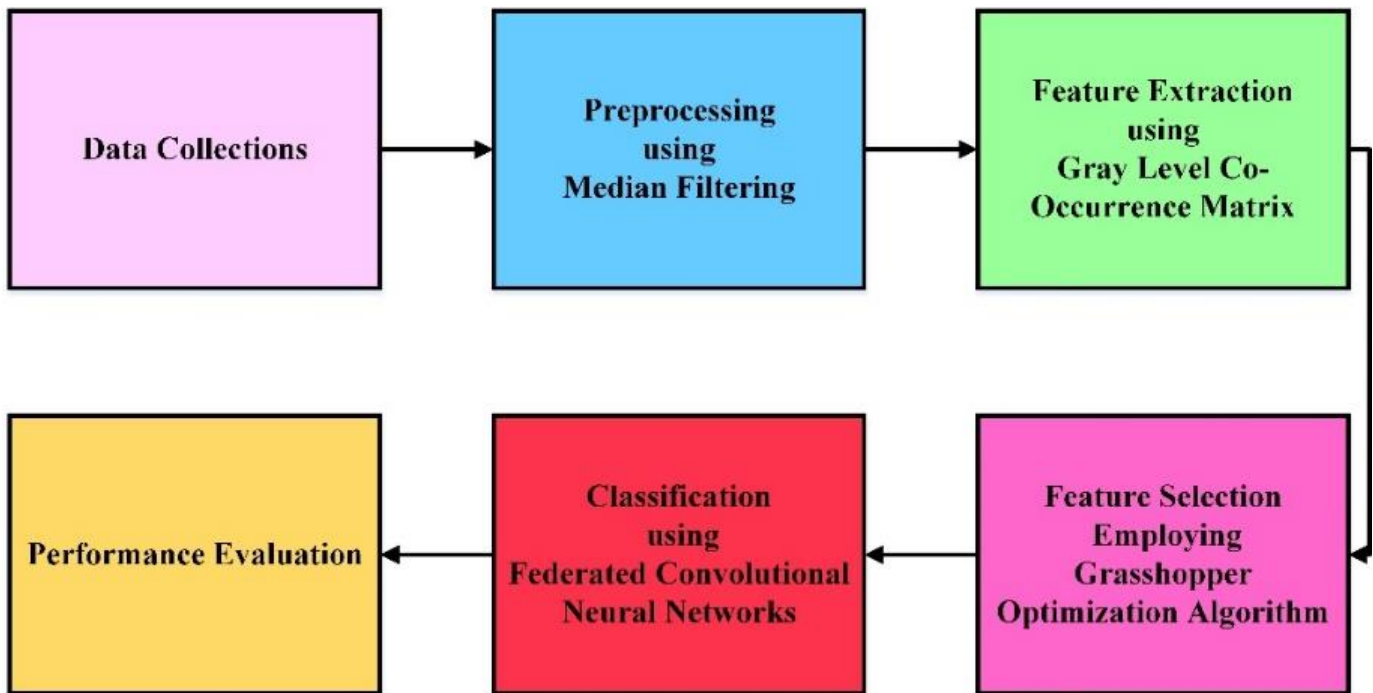 Data Collections
Preprocessing
using
Median Filtering
Feature Extraction
using
Gray Level Co-
Occurrence Matrix
Feature Selection
Employing
Grasshopper
Optimization Algorithm
Classification
using
Federated Convolutional
Neural Networks
Performance Evaluation